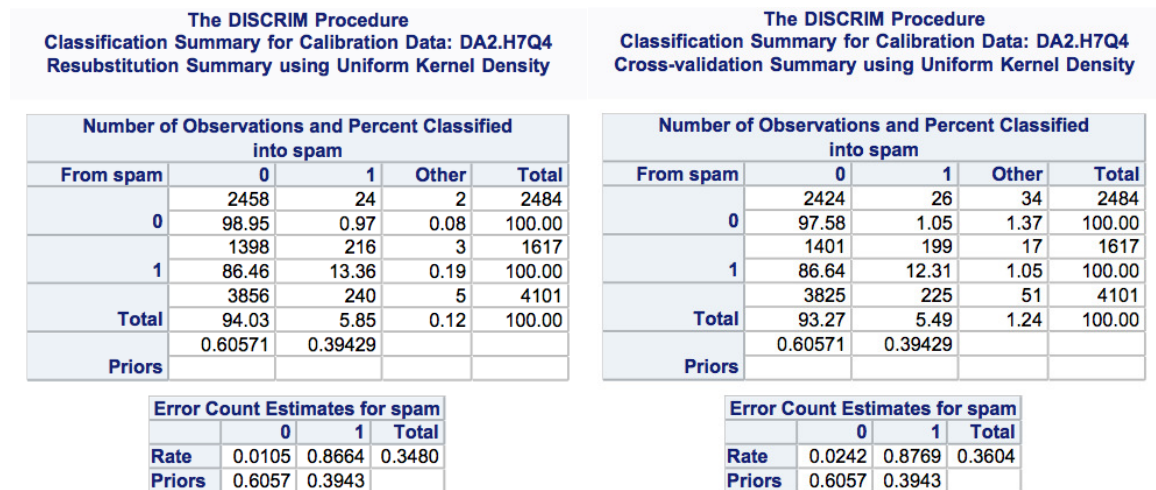 The DISCRIM Procedure
Classification Summary for Calibration Data: DA2.H7Q4
Resubstitution Summary using Uniform Kernel Density
Number of Observations and Percent Classified
into spam
From spam 0 1 Other Total
2458 24 2 2484
0 98.95 0.97 0.08 100.00
1398 216 3 1617
1 86.46 13.36 0.19 100.00
3856 240 5 4101
Total 94.03 5.85 0.12 100.00
0.60571 0.39429
Priors
Error Count Estimates for spam
0 1 Total
Rate 0.0105 0.8664 0.3480
Priors 0.6057 0.3943
The DISCRIM Procedure
Classification Summary for Calibration Data: DA2.H7Q4
Cross-validation Summary using Uniform Kernel Density
Number of Observations and Percent Classified
into spam
From spam 0 1 Other Total
2424 26 34 2484
0 97.58 1.05 1.37 100.00
1401 199 17 1617
1 86.64 12.31 1.05 100.00
3825 225 51 4101
Total 93.27 5.49 1.24 100.00
0.60571 0.39429
Priors
Error Count Estimates for spam
0 1 Total
Rate 0.0242 0.8769 0.3604
Priors 0.6057 0.3943